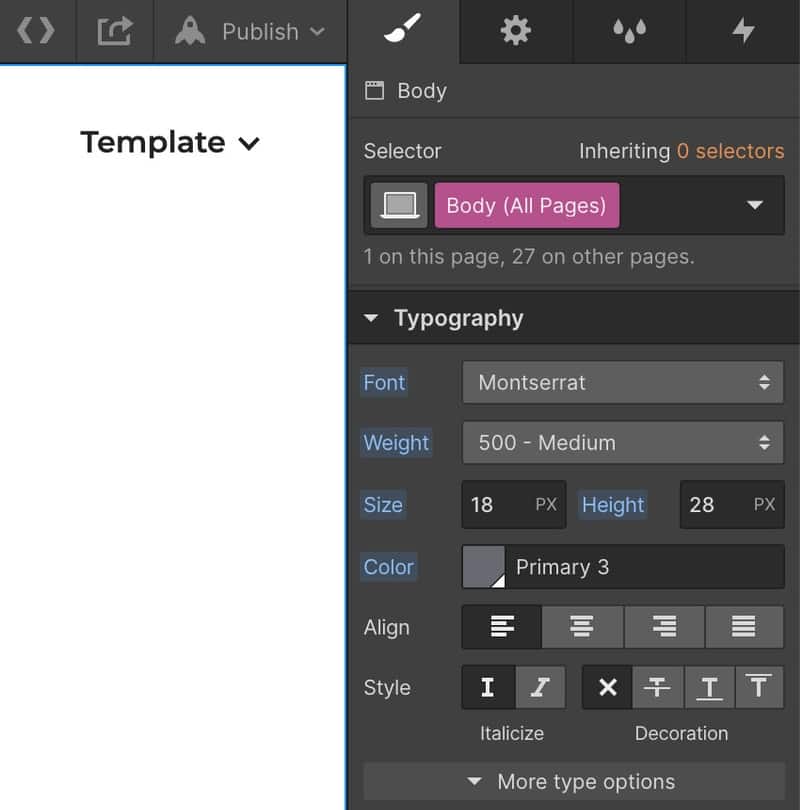 Publish
Template
Body
Selector
Inheriting 0 selectors
Body (All Pages)
1 on this page, 27 on other pages.
Typography
Font
Montserrat
Weight
500 - Medium
Size
18 PX
Height
28 PX
Color
Primary 3
Align
Style
Italicize
Decoration
More type options